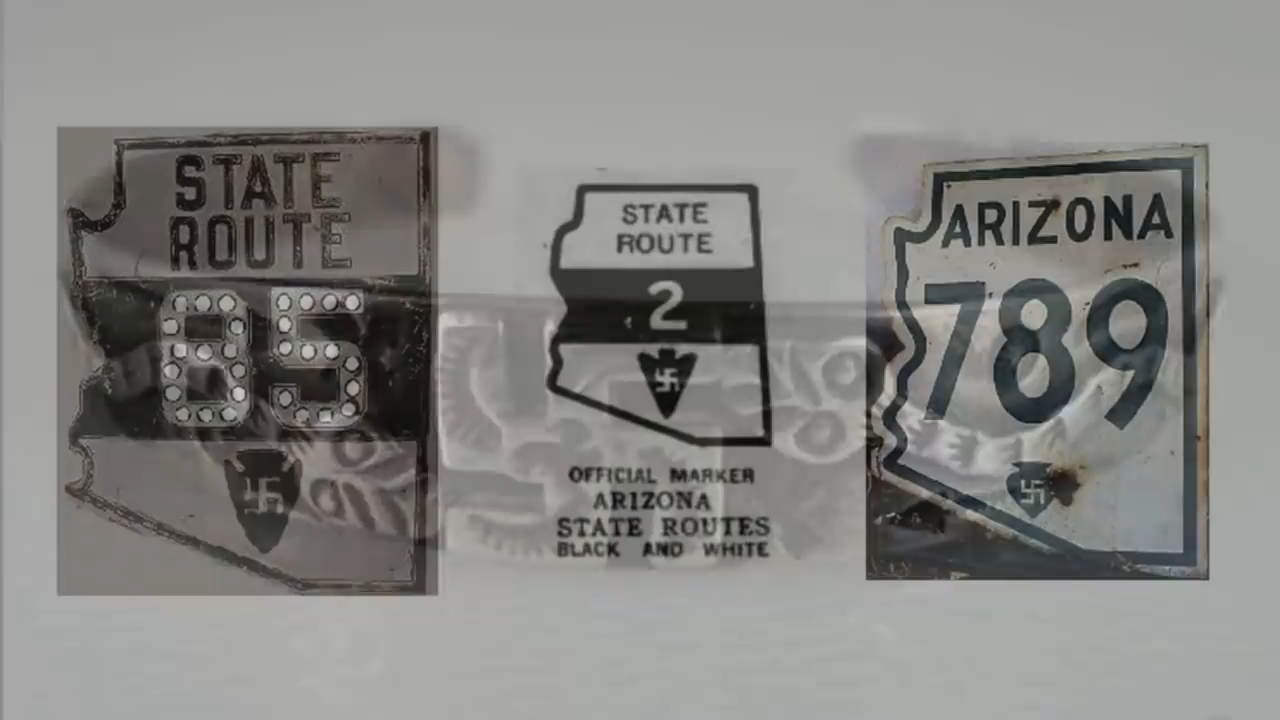 STATE
ROUTE
85
STATE
ROUTE
2
OFFICIAL MARKER
ARIZONA
STATE ROUTES
BLACK AND WHITE
ARIZONA
789